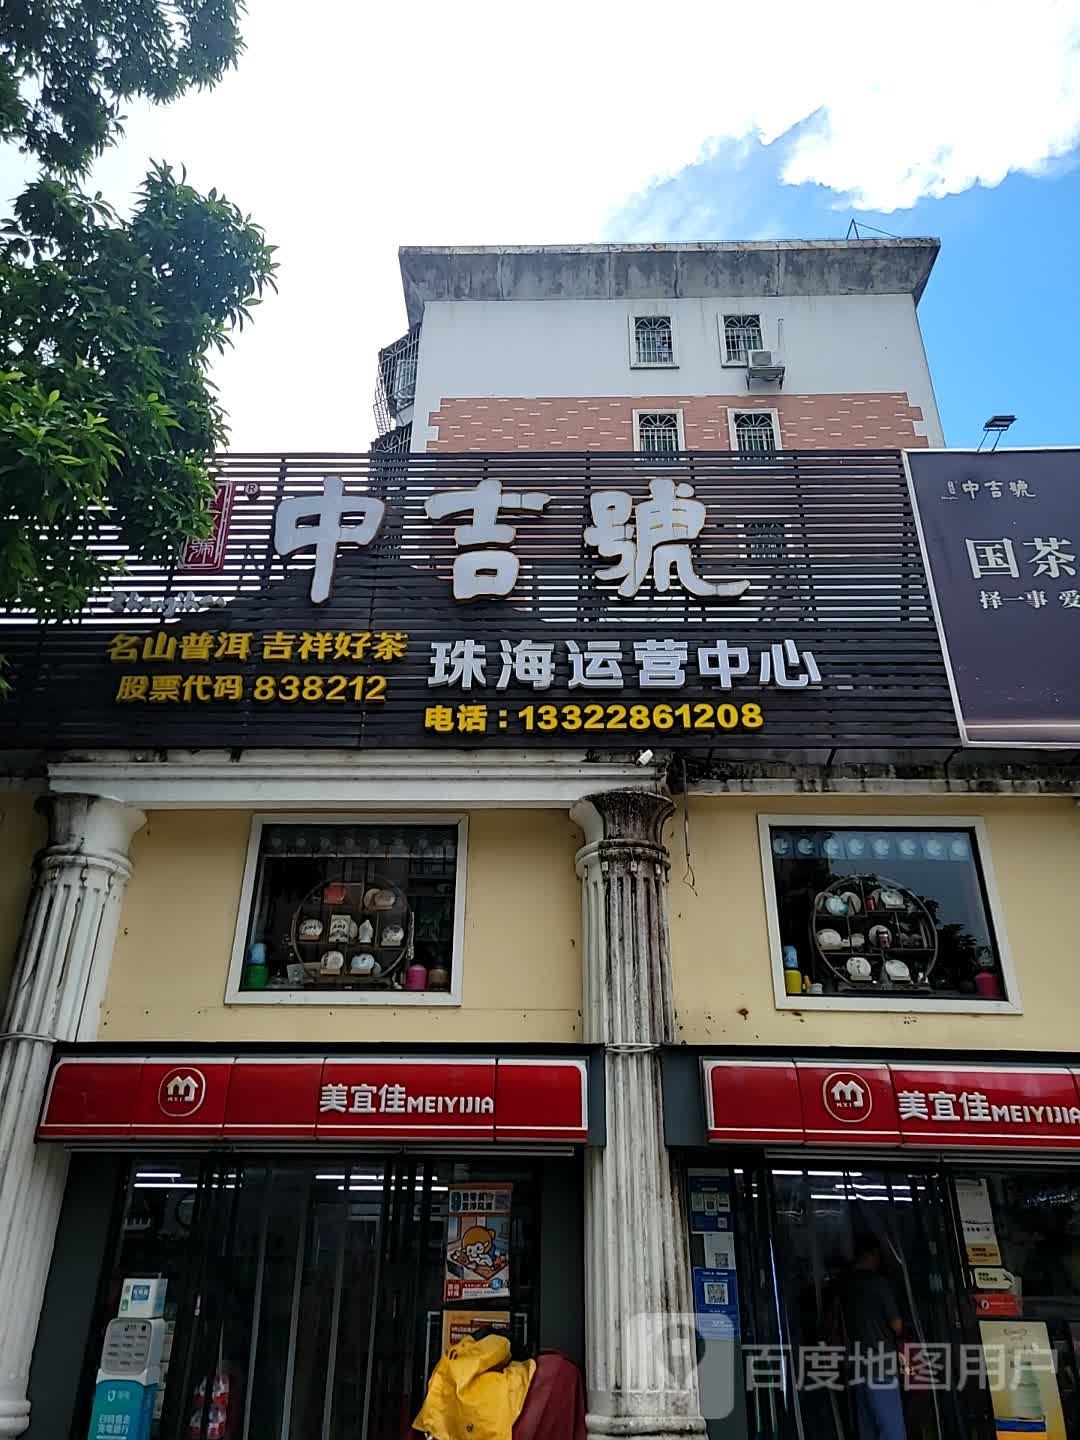 中吉號
®
號
名山普洱 吉祥好茶
股票代码 838212
珠海运营中心
电话：13322861208
中吉號
国茶
择一事 爱
美宜佳MEIYIJIA
M.Y.J
美宜佳MEIYIJIA
M.Y.J
百度地图用户